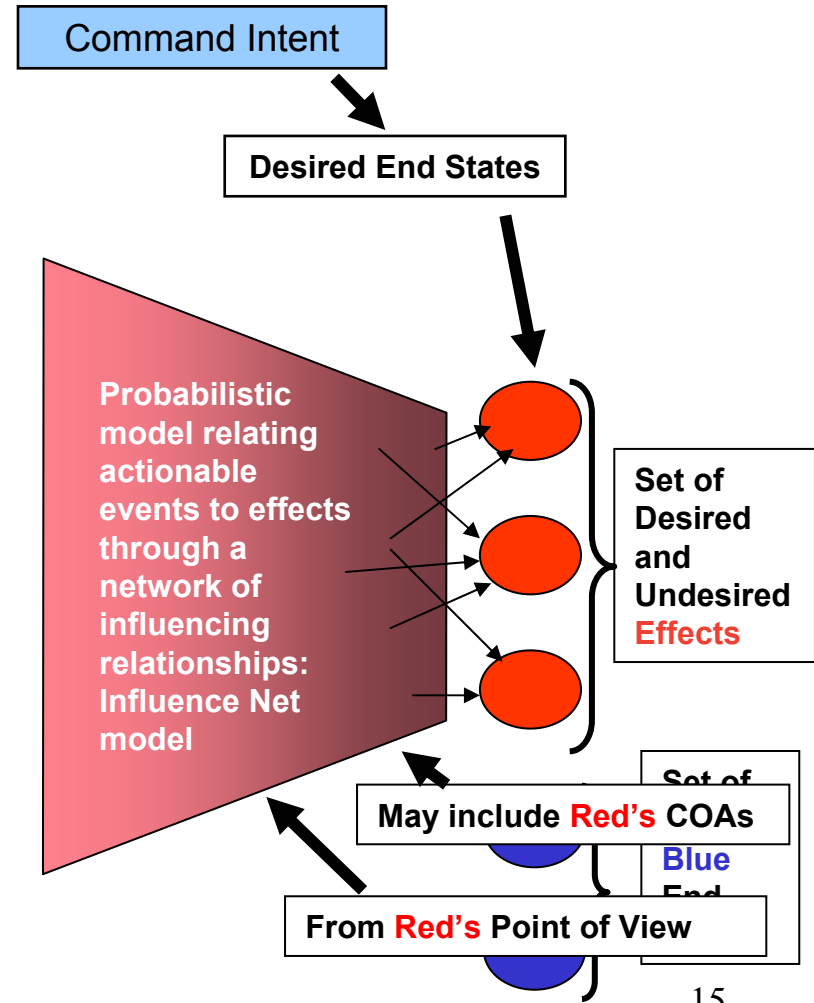 Command Intent
Desired End States
Probabilistic
model relating
actionable
events to effects
through a
network of
influencing
relationships:
Influence Net
model
Set of
Desired
and
Undesired
Effects
Set of
May include Red's COAs
Blue
End
From Red's Point of View
15